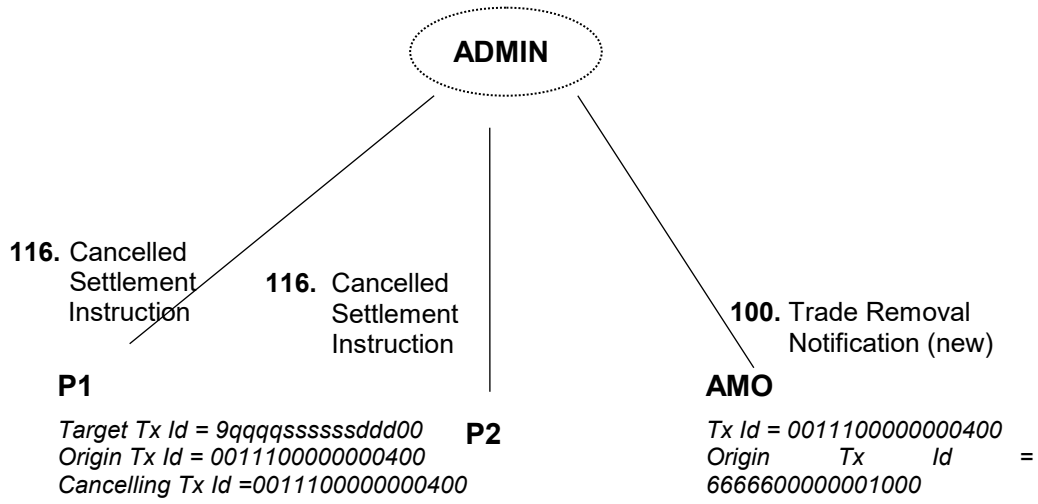 ADMIN
116. Cancelled
Settlement
Instruction
116. Cancelled
Settlement
Instruction
100. Trade Removal
Notification (new)
P1
Target Tx Id = 9qqqqssssssddd00
Origin Tx Id = 0011100000000400
Cancelling Tx Id =0011100000000400
P2
AMO
Tx Id = 0011100000000400
Origin Tx Id =
6666600000001000